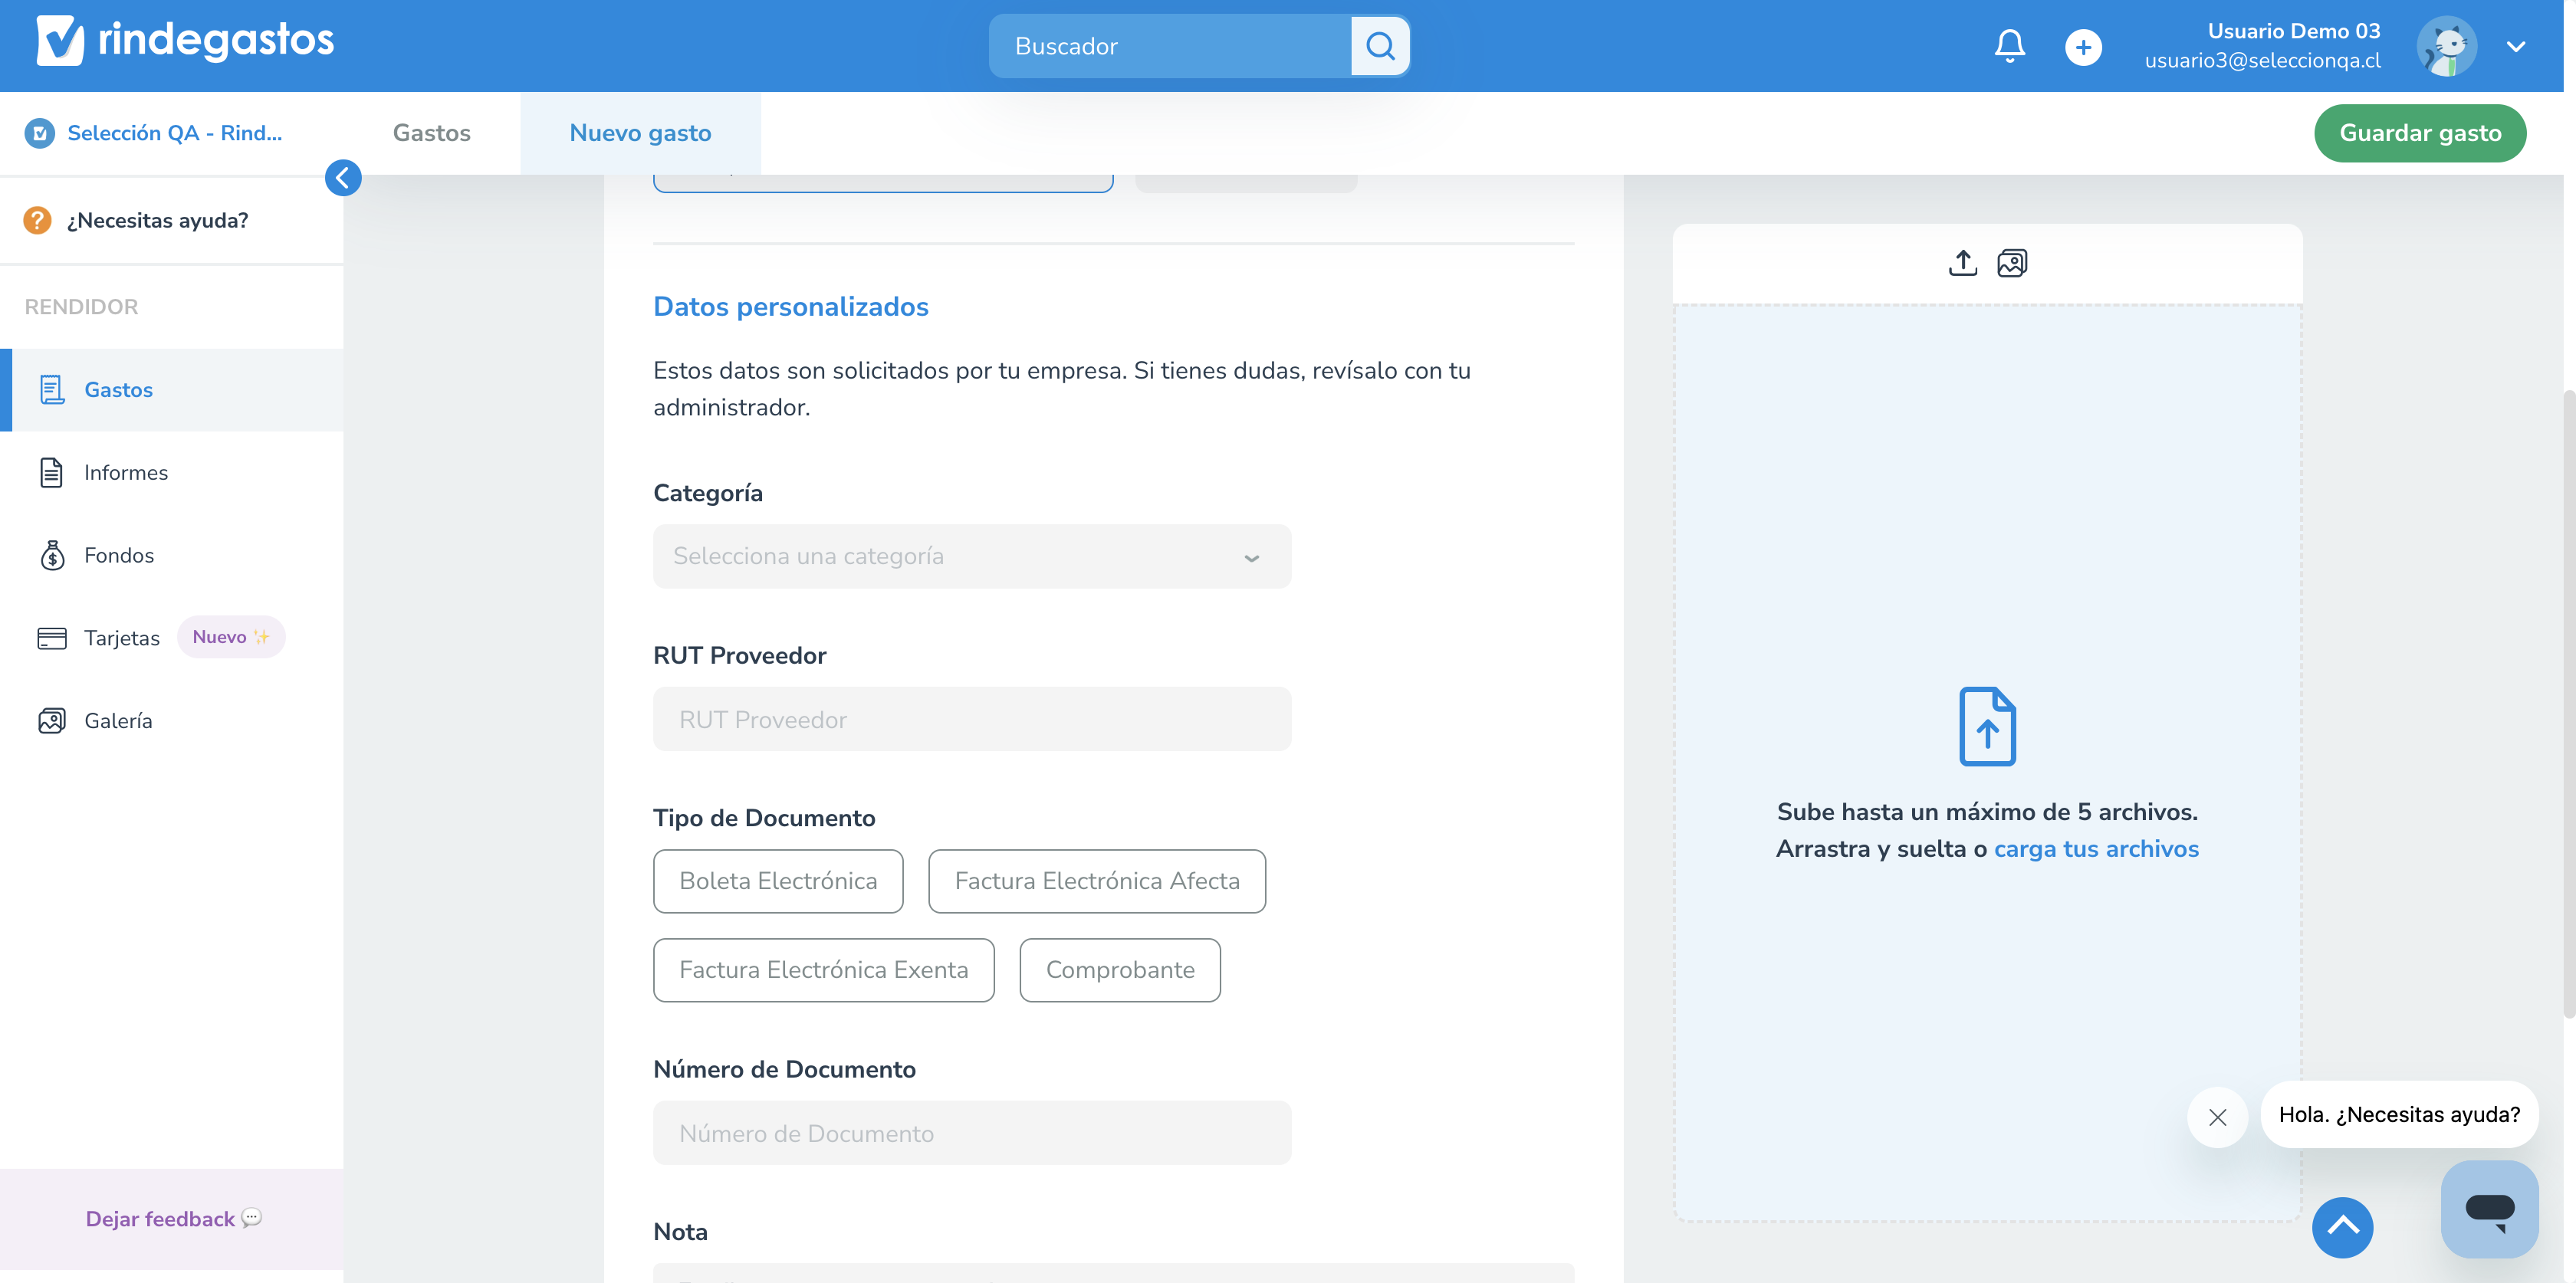 rindegastos
Buscador
Usuario Demo 03
usuario3@seleccionqa.cl
Selección QA - Rind...
Gastos
Nuevo gasto
Guardar gasto
¿Necesitas ayuda?
RENDIDOR
Gastos
Informes
Fondos
Tarjetas
Nuevo ✨
Galería
Dejar feedback 💬
Datos personalizados
Estos datos son solicitados por tu empresa. Si tienes dudas, revísalo con tu
administrador.
Categoría
Selecciona una categoría
RUT Proveedor
RUT Proveedor
Tipo de Documento
Boleta Electrónica
Factura Electrónica Afecta
Factura Electrónica Exenta
Comprobante
Número de Documento
Número de Documento
Nota
Sube hasta un máximo de 5 archivos.
Arrastra y suelta o carga tus archivos
Hola. ¿Necesitas ayuda?